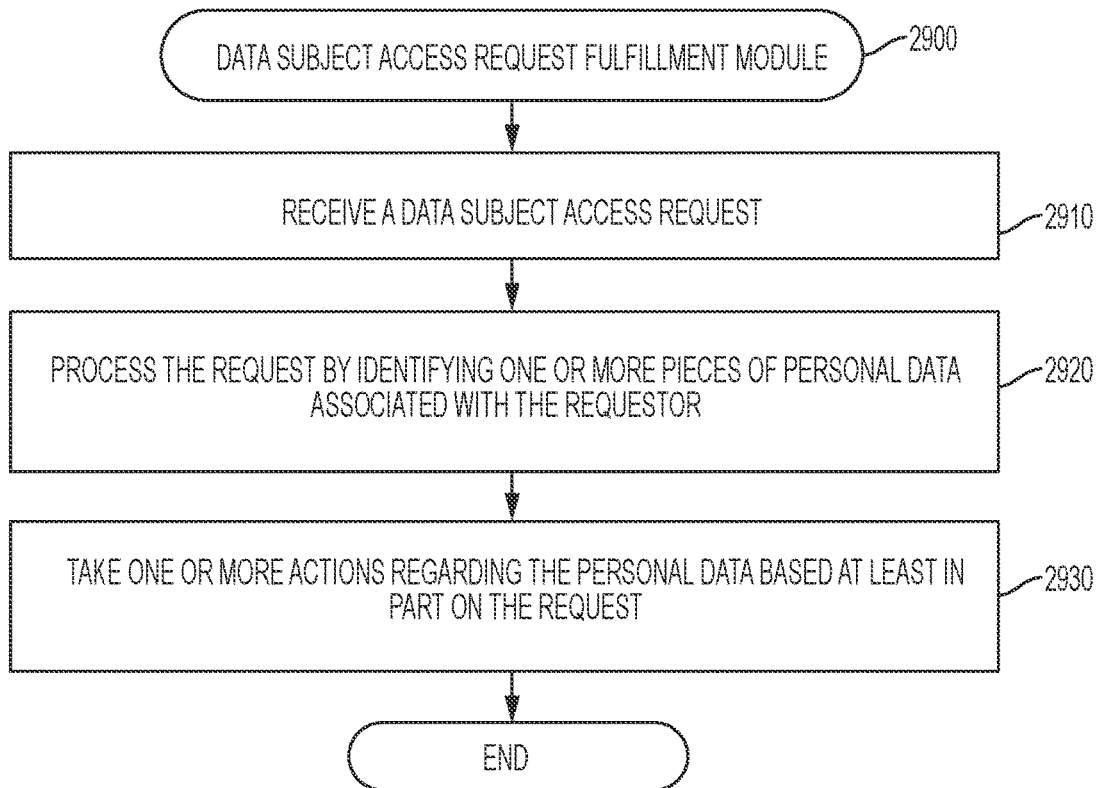 DATA SUBJECT ACCESS REQUEST FULFILLMENT MODULE
2900
RECEIVE A DATA SUBJECT ACCESS REQUEST
2910
PROCESS THE REQUEST BY IDENTIFYING ONE OR MORE PIECES OF PERSONAL DATA
ASSOCIATED WITH THE REQUESTOR
2920
TAKE ONE OR MORE ACTIONS REGARDING THE PERSONAL DATA BASED AT LEAST IN
PART ON THE REQUEST
2930
END